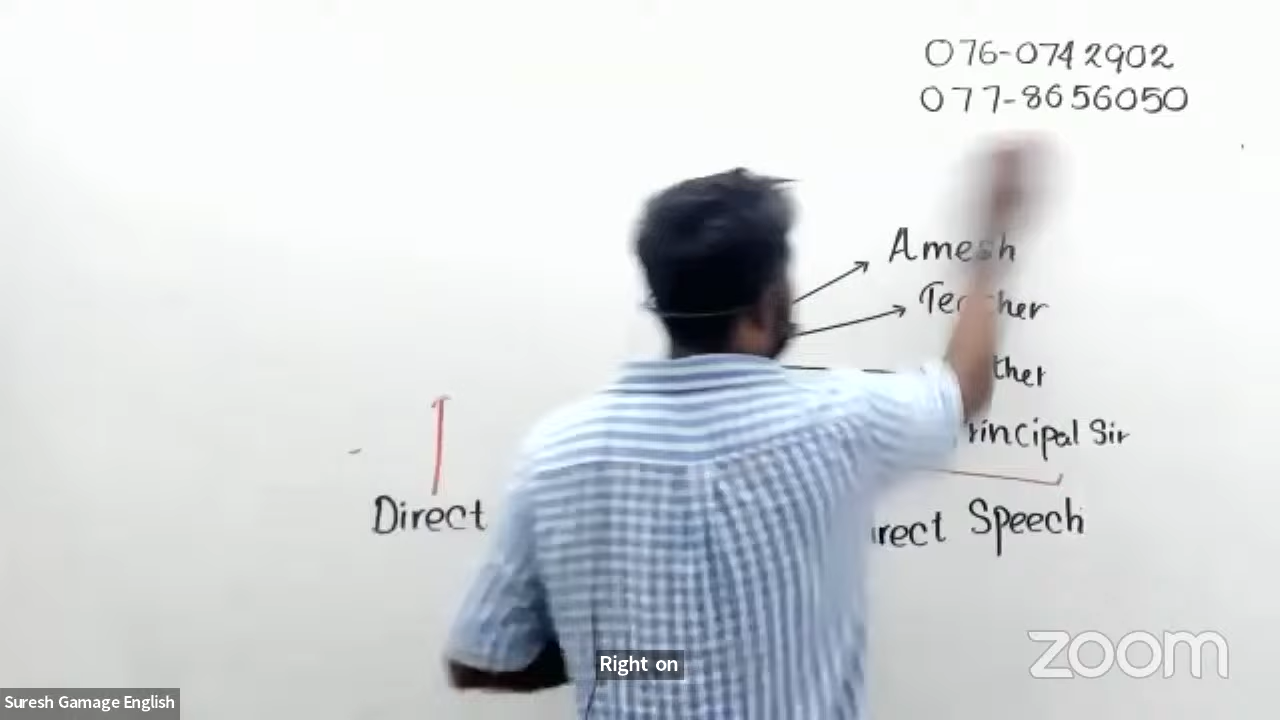 076-0742902
077-8656050
Amesh
Teacher
ther
rincipal Sir
Direct
irect Speech
Right on
zoom
Suresh Gamage English